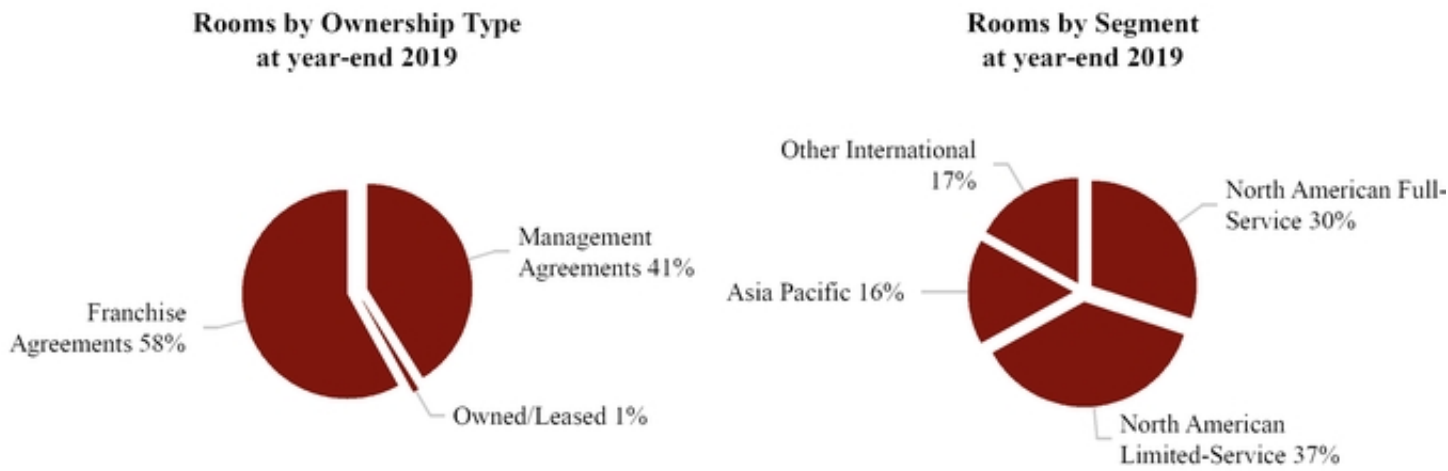 Rooms by Ownership Type
at year-end 2019
Management
Agreements 41%
Franchise
Agreements 58%
Owned/Leased 1%
Rooms by Segment
at year-end 2019
Other International
17%
North American Full-
Service 30%
Asia Pacific 16%
North American
Limited-Service 37%